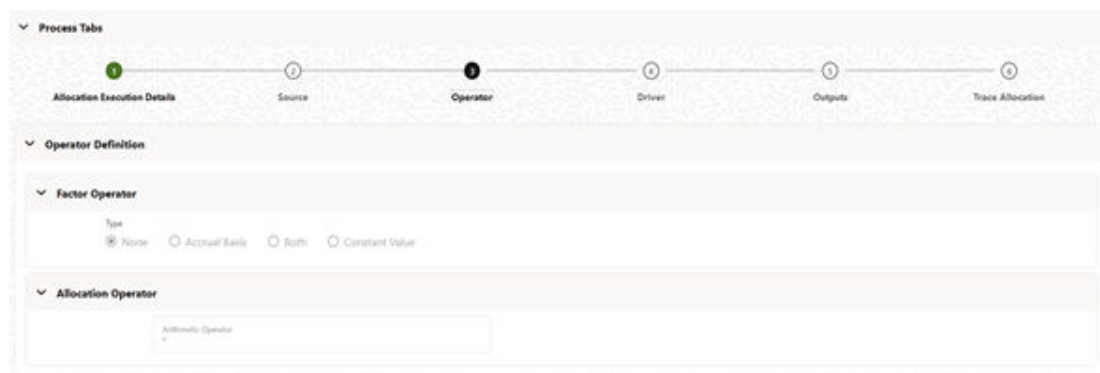 Process Tabs
1 2 3 4 5 6
Allocation Execution Details Source Operator Driver Outputs Trace Allocation
Operator Definition
Factor Operator
Type
None Accrual Basis Both Constant Value
Allocation Operator
Arithmetic Operator